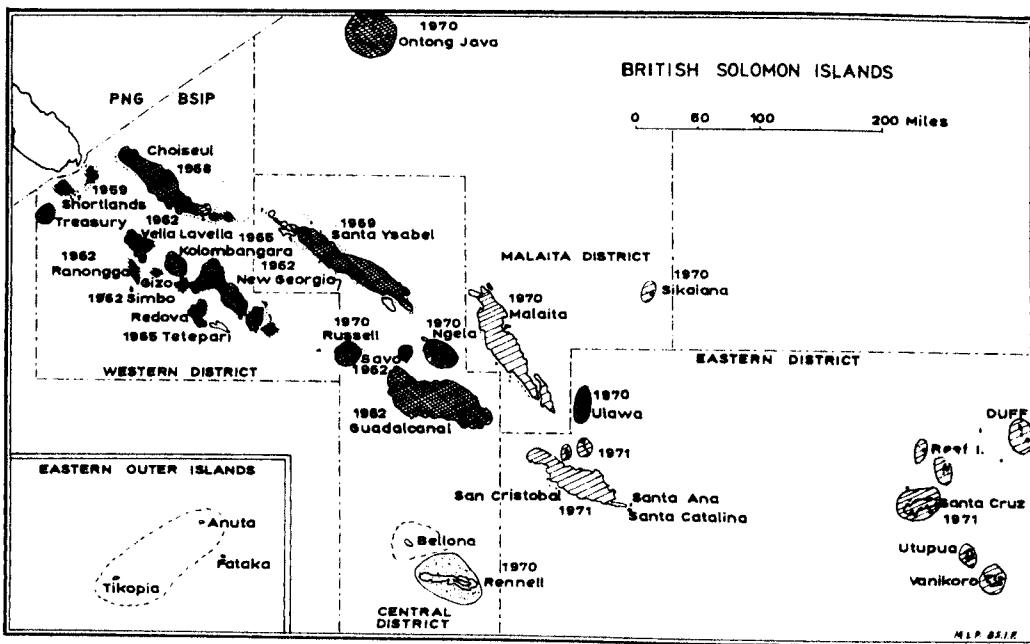 1970
Ontong Java
BRITISH SOLOMON ISLANDS
0 50 100 200 Miles
PNG BSIP
Choiseul
1968
1969
Shortlands
Treasury
1962
Vella Lavella
1965
Kolombangara
1962
Ranongga
Gizo
1962 Simbo
1962
New Georgia
Redova
1965 Tetepari
WESTERN DISTRICT
1969
Santa Ysabel
MALAITA DISTRICT
1970
Sikaiana
1970
Malaita
1970
Russell
1970
Ngela
Savo
1962
1962
Guadalcanal
EASTERN DISTRICT
1970
Ulawa
1971
San Cristobal
1971
Santa Ana
Santa Catalina
DUFF
Reef I.
Santa Cruz
1971
Utupua
Vanikoro
EASTERN OUTER ISLANDS
Anuta
Fataka
Tikopia
Bellona
1970
Rennell
CENTRAL
DISTRICT
M.L.P. B.S.I.P.